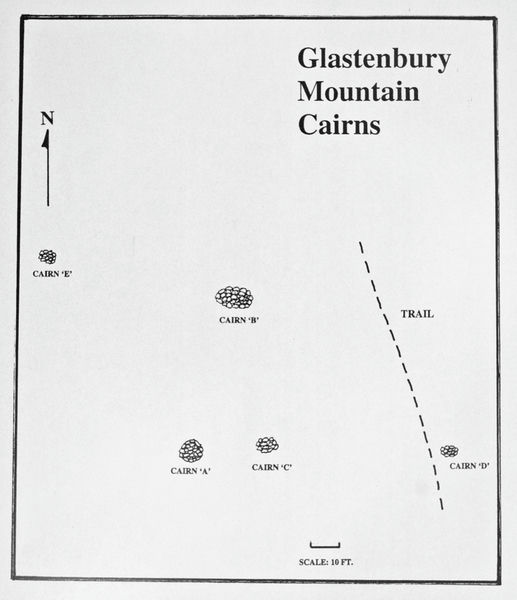 Glastenbury
Mountain
Cairns
N
CAIRN 'E'
CAIRN 'B'
TRAIL
CAIRN 'A'
CAIRN 'C'
CAIRN 'D'
SCALE: 10 FT.